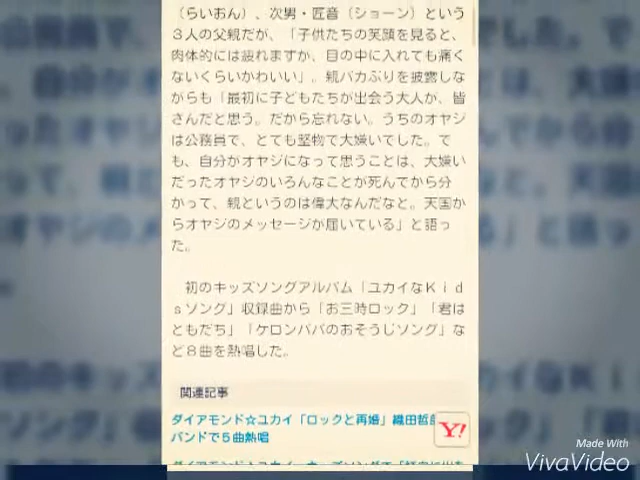 （らいおん）、次男・匠音（ショーン）という
３人の父親だが、「子供たちの笑顔を見ると、
肉体的には疲れますが、目の中に入れても痛く
ないくらいかわいい」。親バカぶりを披露しな
がらも「最初に子どもたちが出会う大人が、皆
さんだと思う。だから忘れない。うちのオヤジ
は公務員で、とても堅物で大嫌いでした。で
も、自分がオヤジになって思うことは、大嫌い
だったオヤジのいろんなことが死んでから分
かって、親というのは偉大なんだなと。天国か
らオヤジのメッセージが届いている」と語っ
た。
初のキッズソングアルバム「ユカイなＫｉｄ
ｓソング」収録曲から「お三時ロック」「君は
ともだち」「ケロンパパのおそうじソング」な
ど８曲を熱唱した。
関連記事
ダイアモンド☆ユカイ「ロックと再婚」織田哲郎
バンドで５曲熱唱
Y!
Made With
VivaVideo